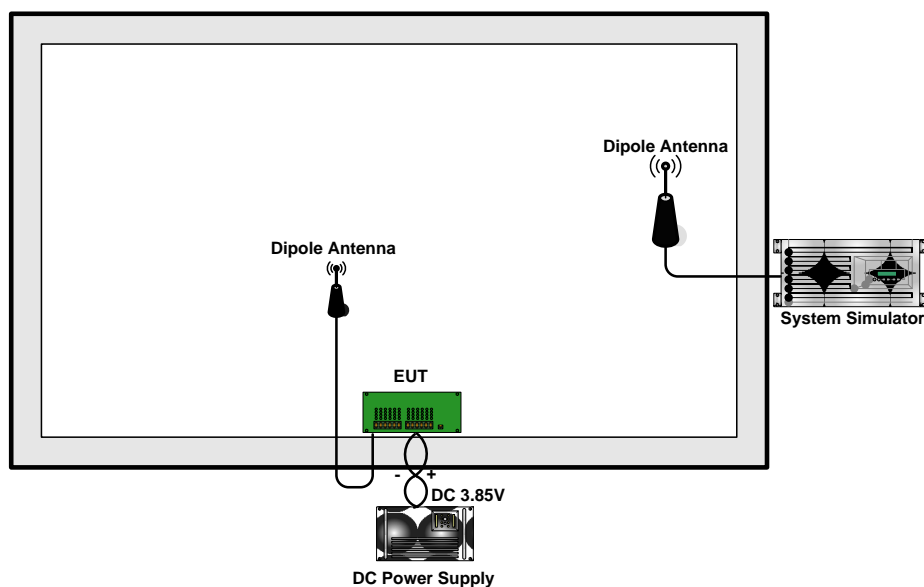 Dipole Antenna
Dipole Antenna
System Simulator
EUT
- +
DC 3.85V
DC Power Supply